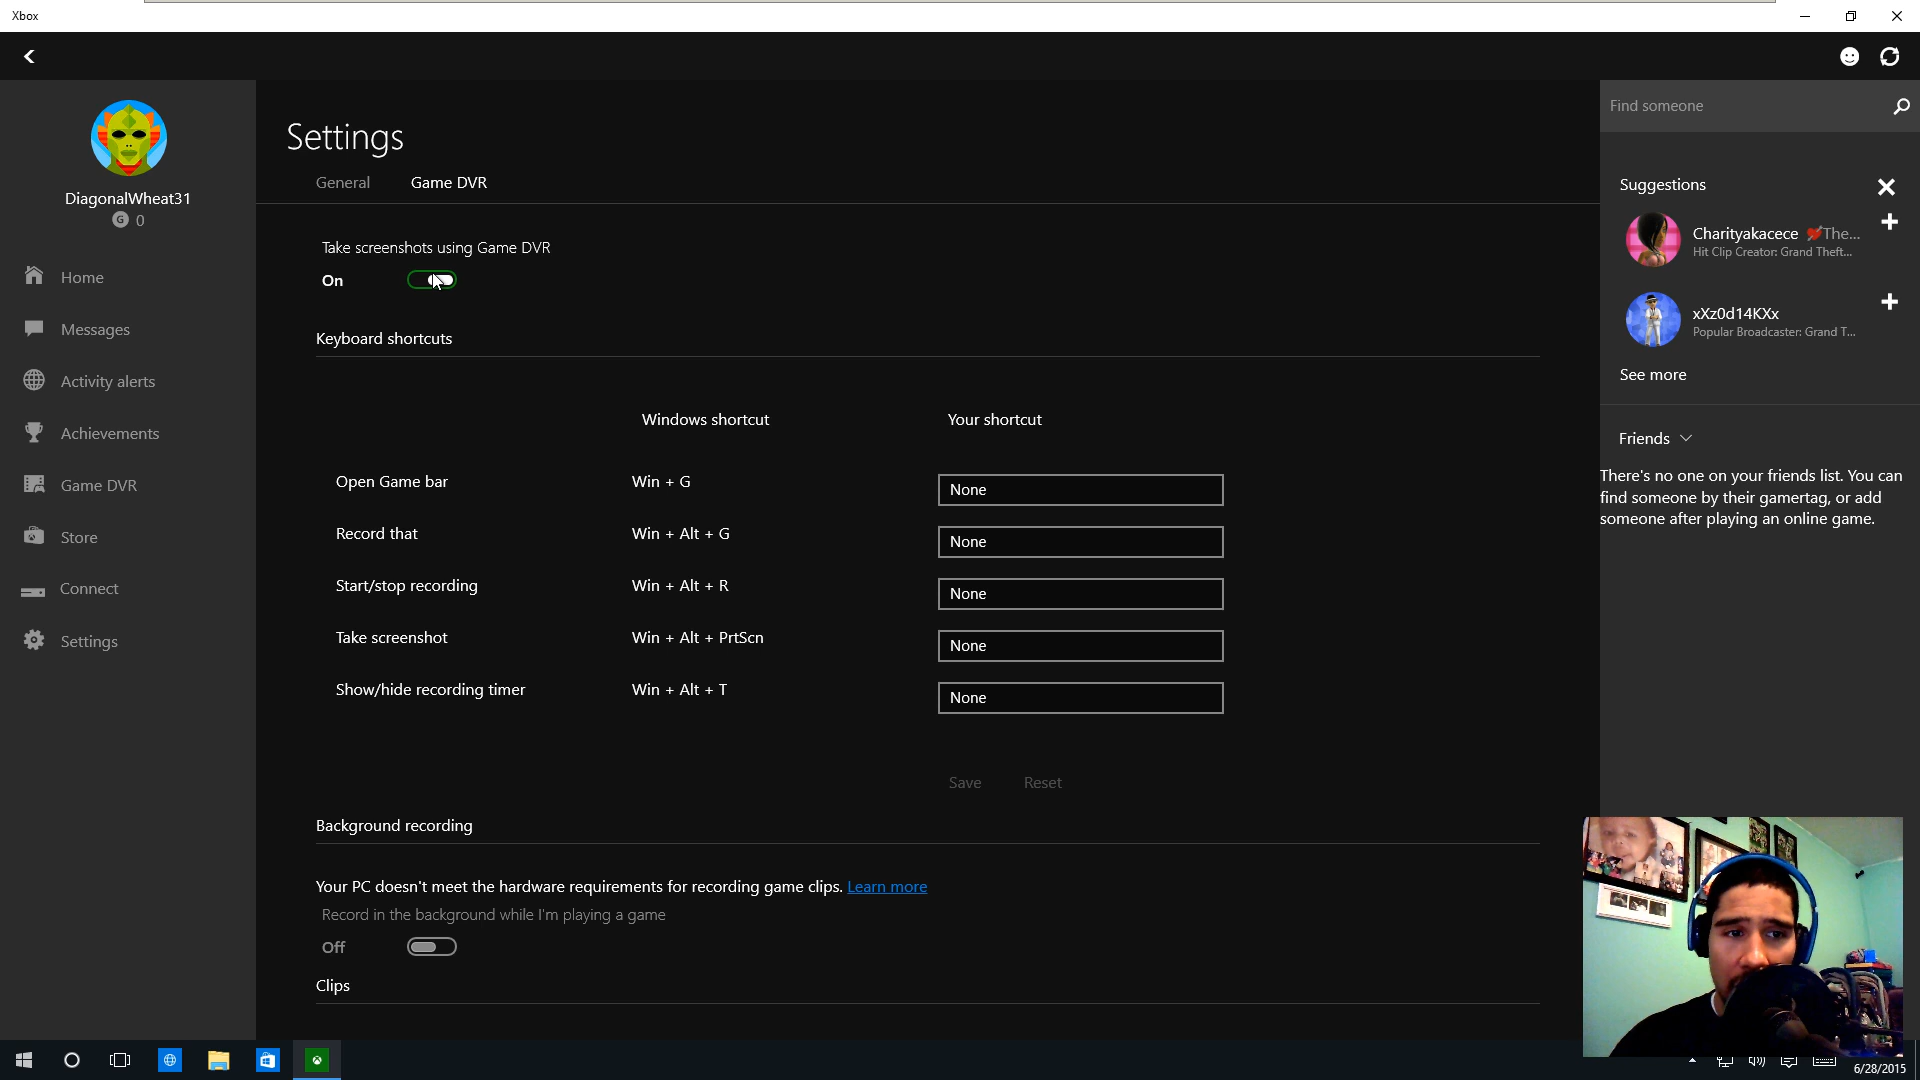 Xbox
DiagonalWheat31
G 0
Home
Messages
Activity alerts
Achievements
Game DVR
Store
Connect
Settings
Settings
General Game DVR
Take screenshots using Game DVR
On
Keyboard shortcuts
Windows shortcut Your shortcut
Open Game bar Win + G None
Record that Win + Alt + G None
Start/stop recording Win + Alt + R None
Take screenshot Win + Alt + PrtScn None
Show/hide recording timer Win + Alt + T None
Save Reset
Background recording
Your PC doesn't meet the hardware requirements for recording game clips. Learn more
Record in the background while I'm playing a game
Off
Clips
Find someone
Suggestions
Charityakacece The...
Hit Clip Creator: Grand Theft...
xXz0d14KXx
Popular Broadcaster: Grand T...
See more
Friends
There's no one on your friends list. You can
find someone by their gamertag, or add
someone after playing an online game.
6/28/2015